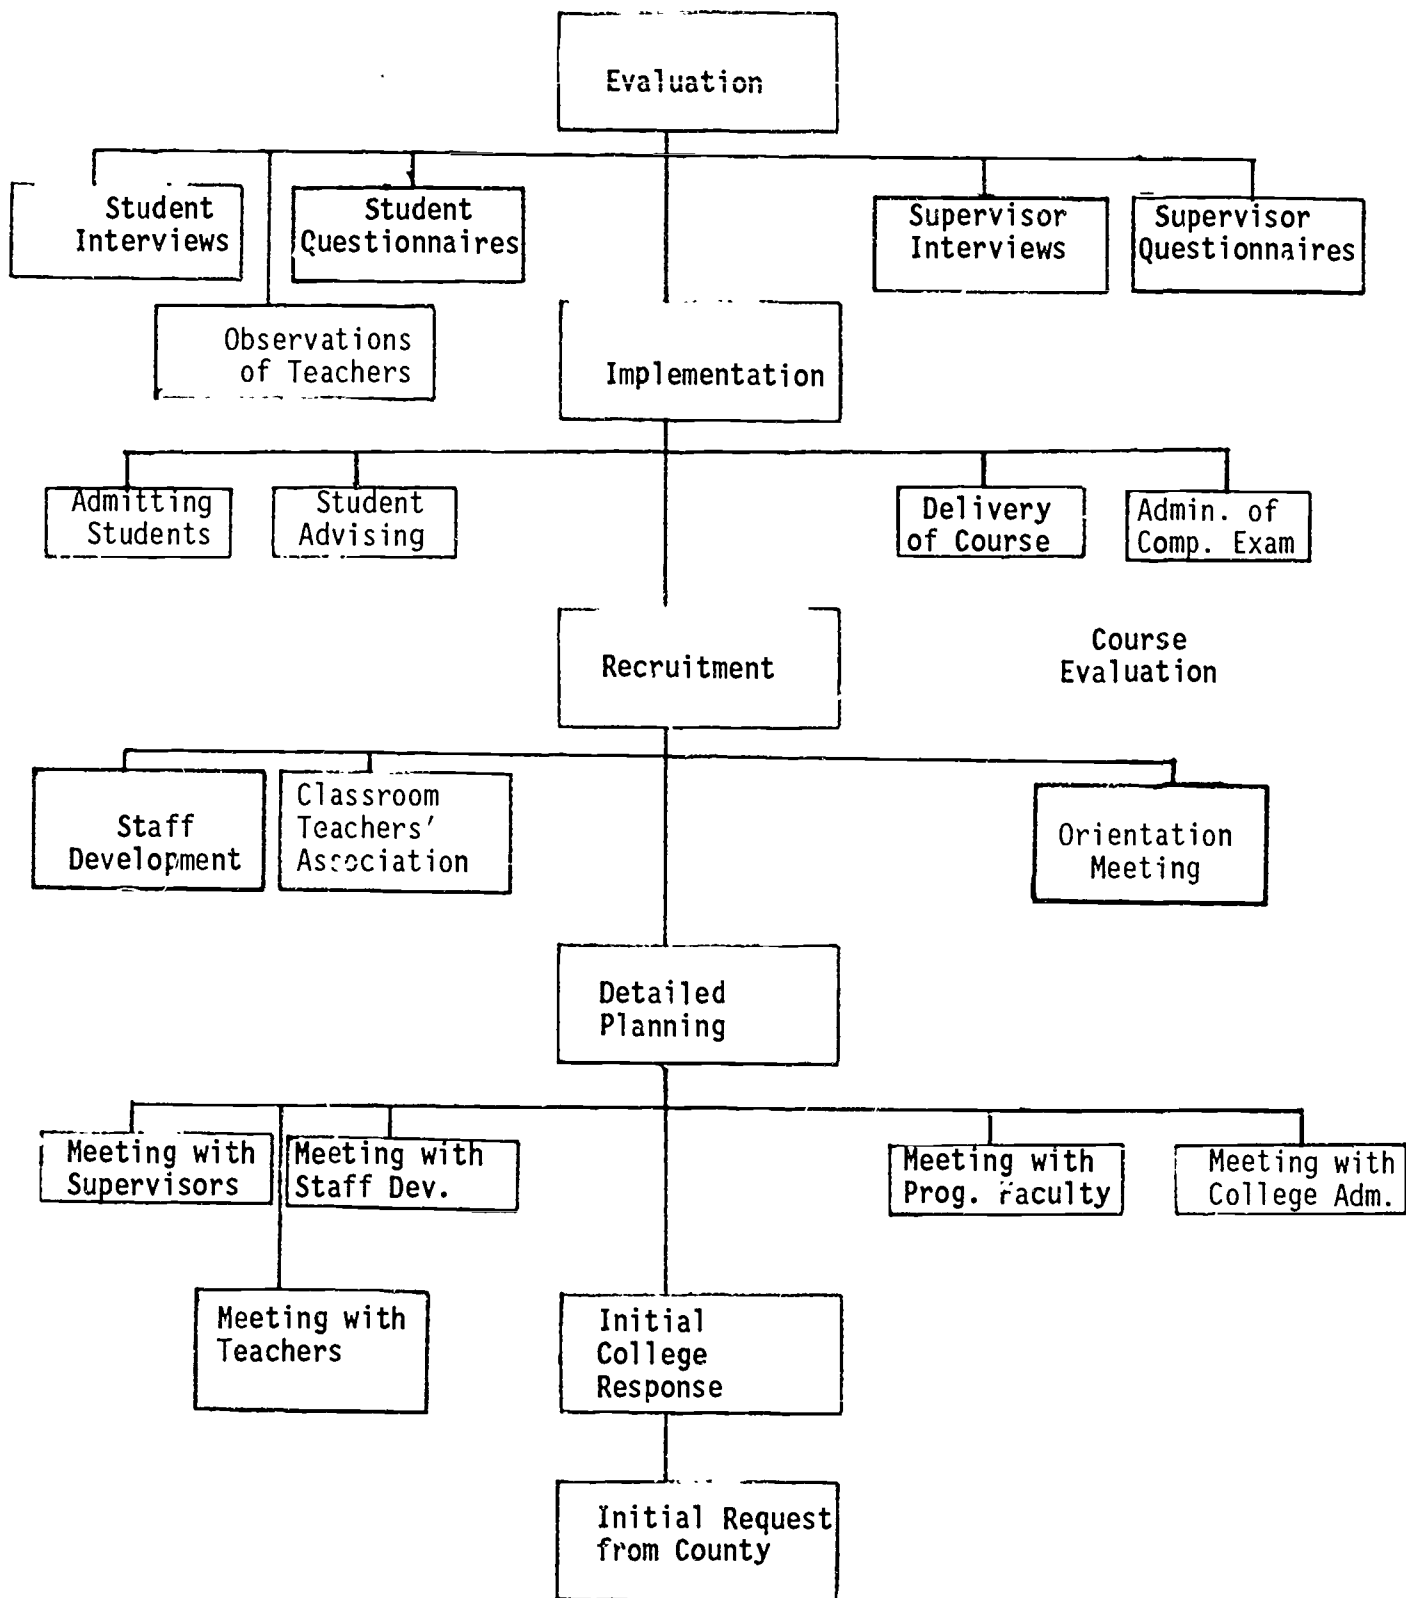 Evaluation
Student
Interviews
Student
Questionnaires
Supervisor
Interviews
Supervisor
Questionnaires
Observations
of Teachers
Implementation
Admitting
Students
Student
Advising
Delivery
of Course
Admin. of
Comp. Exam
Recruitment
Course
Evaluation
Staff
Development
Classroom
Teachers'
Association
Orientation
Meeting
Detailed
Planning
Meeting with
Supervisors
Meeting with
Staff Dev.
Meeting with
Prog. Faculty
Meeting with
College Adm.
Meeting with
Teachers
Initial
College
Response
Initial Request
from County